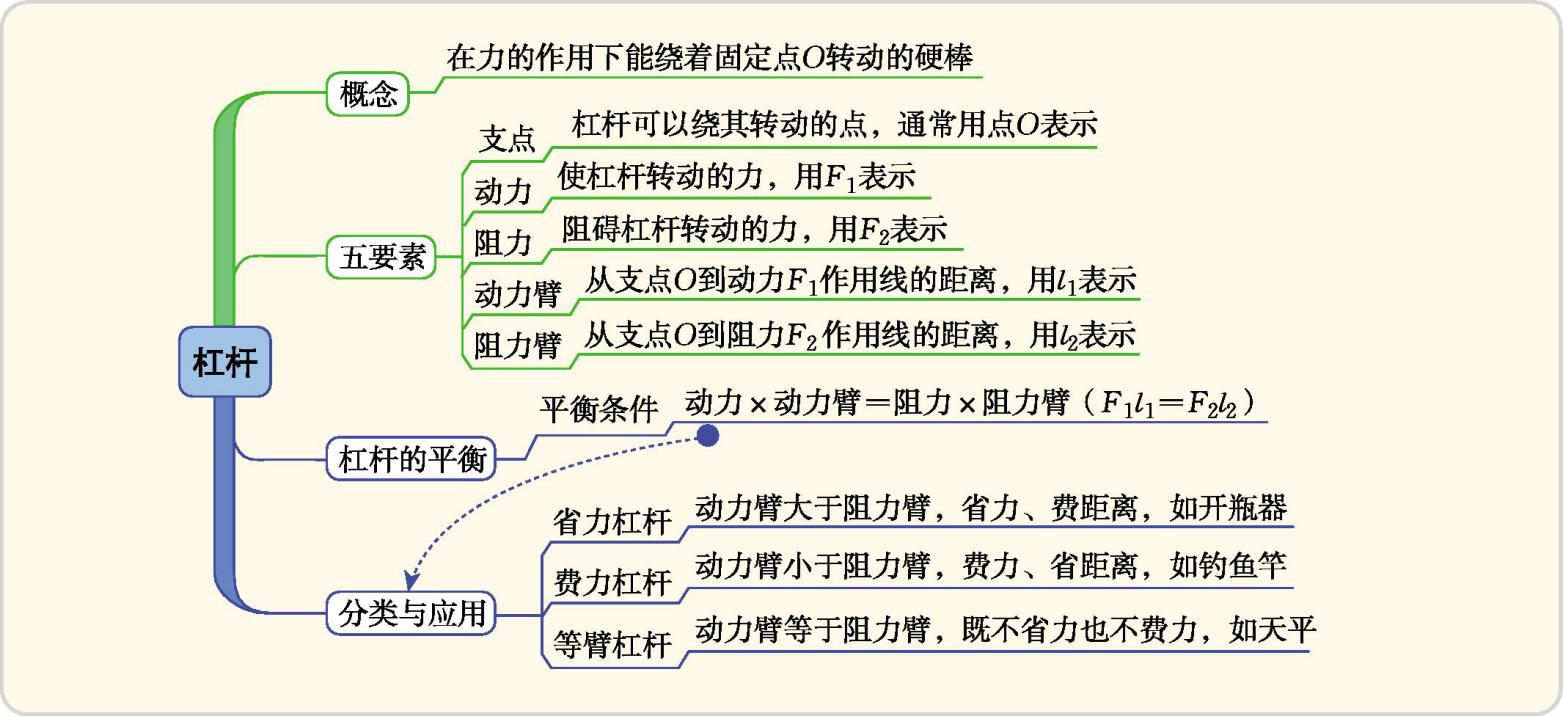 在力的作用下能绕着固定点O转动的硬棒
概念
支点
杠杆可以绕其转动的点，通常用点O表示
动力
使杠杆转动的力，用F₁表示
五要素
阻力
阻碍杠杆转动的力，用F₂表示
动力臂
从支点O到动力F₁作用线的距离，用l₁表示
阻力臂
从支点O到阻力F₂作用线的距离，用l₂表示
杠杆
平衡条件
动力×动力臂＝阻力×阻力臂（F₁l₁＝F₂l₂）
杠杆的平衡
省力杠杆
动力臂大于阻力臂，省力、费距离，如开瓶器
费力杠杆
动力臂小于阻力臂，费力、省距离，如钓鱼竿
分类与应用
等臂杠杆
动力臂等于阻力臂，既不省力也不费力，如天平